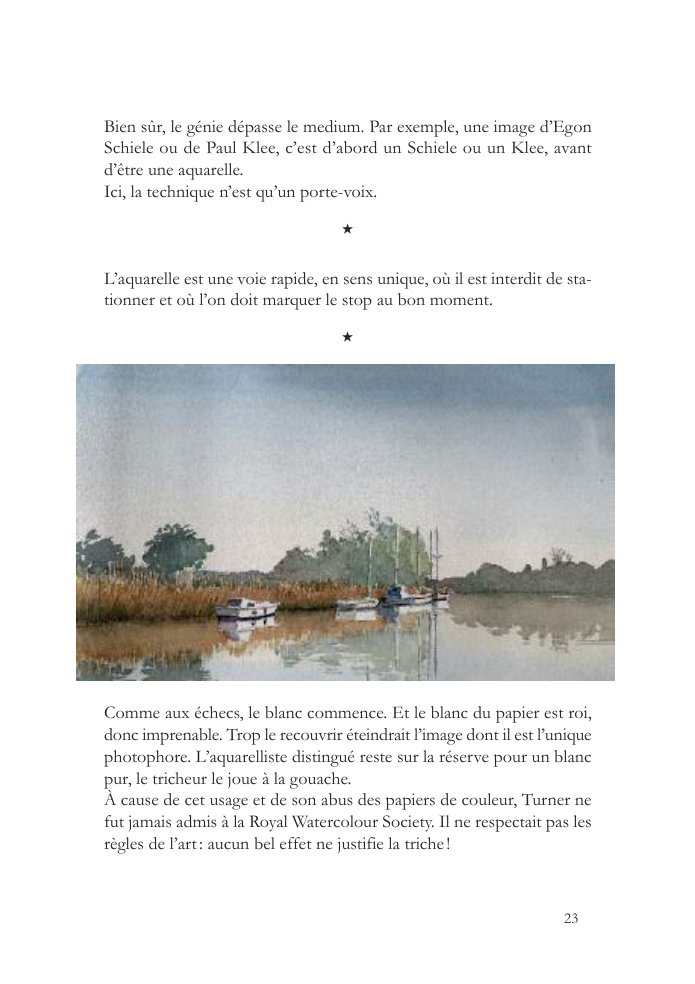 Bien sûr, le génie dépasse le medium. Par exemple, une image d’Egon
Schiele ou de Paul Klee, c’est d’abord un Schiele ou un Klee, avant
d’être une aquarelle.
Ici, la technique n’est qu’un porte-voix.
★
L’aquarelle est une voie rapide, en sens unique, où il est interdit de sta-
tionner et où l’on doit marquer le stop au bon moment.
★
Comme aux échecs, le blanc commence. Et le blanc du papier est roi,
donc imprenable. Trop le recouvrir éteindrait l’image dont il est l’unique
photophore. L’aquarelliste distingué reste sur la réserve pour un blanc
pur, le tricheur le joue à la gouache.
À cause de cet usage et de son abus des papiers de couleur, Turner ne
fut jamais admis à la Royal Watercolour Society. Il ne respectait pas les
règles de l’art : aucun bel effet ne justifie la triche !
23